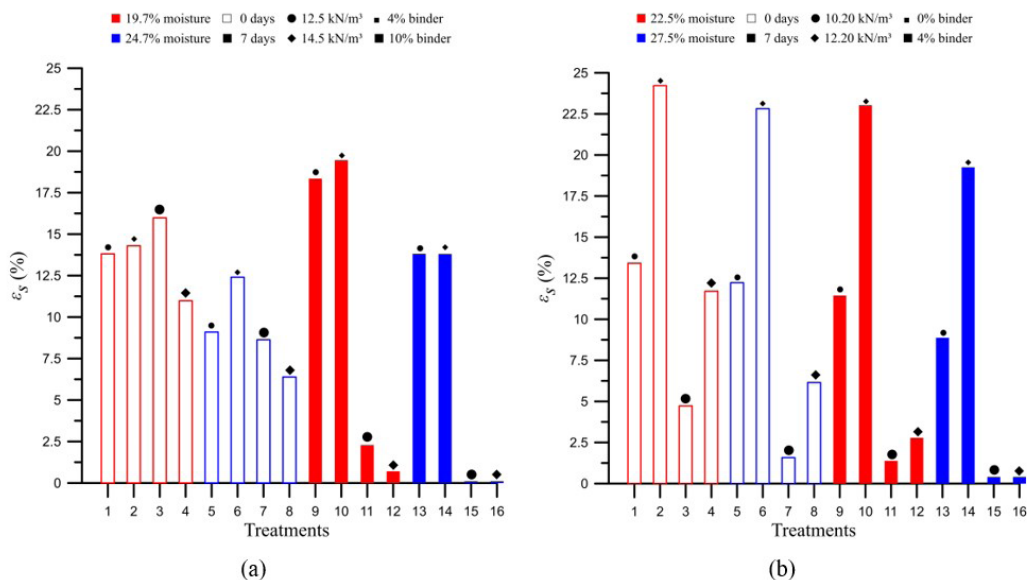 19.7% moisture 0 days 12.5 kN/m³ 4% binder
24.7% moisture 7 days 14.5 kN/m³ 10% binder
25
22.5
20
17.5
15
12.5
10
7.5
5
2.5
0
εs (%)
1 2 3 4 5 6 7 8 9 10 11 12 13 14 15 16
Treatments
(a)
22.5% moisture 0 days 10.20 kN/m³ 0% binder
27.5% moisture 7 days 12.20 kN/m³ 4% binder
25
22.5
20
17.5
15
12.5
10
7.5
5
2.5
0
εs (%)
1 2 3 4 5 6 7 8 9 10 11 12 13 14 15 16
Treatments
(b)